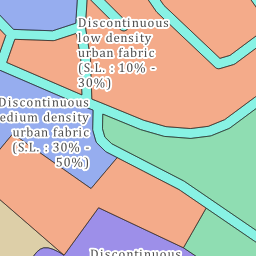 Discontinuous
low density
urban fabric
(S.L. : 10% -
30%)
Discontinuous
edium density
urban fabric
(S.L. : 30% -
50%)
Discontinuous